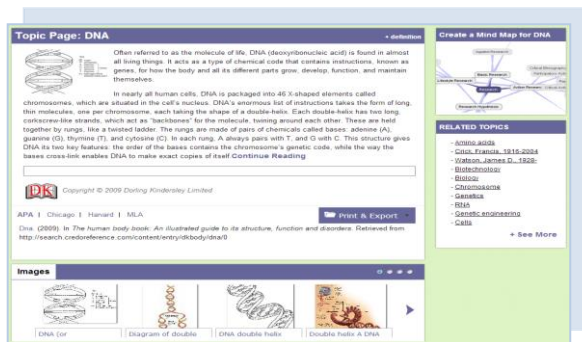 Topic Page: DNA
+ definition
Often referred to as the molecule of life, DNA (deoxyribonucleic acid) is found in almost
all living things. It acts as a type of chemical code that contains instructions, known as
genes, for how the body and all its different parts grow, develop, function, and maintain
themselves.
In nearly all human cells, DNA is packaged into 46 X-shaped elements called
chromosomes, which are situated in the cell's nucleus. DNA's enormous list of instructions takes the form of long,
thin molecules, one per chromosome, each taking the shape of a double-helix. Each double-helix has two long,
corkscrew-like strands, which act as "backbones" for the molecule, twining around each other. These are held
together by rungs, like a twisted ladder. The rungs are made of pairs of chemicals called bases: adenine (A),
guanine (G), thymine (T), and cytosine (C). In each rung, A always pairs with T, and G with C. This structure gives
DNA its two key features: the order of the bases contains the chromosome's genetic code, while the way the
bases cross-link enables DNA to make exact copies of itself Continue Reading
DK
Copyright © 2009 Dorling Kindersley Limited
APA | Chicago | Harvard | MLA
Print & Export
Dna. (2009). In The human body book: An illustrated guide to its structure, function and disorders. Retrieved from
http://search.credoreference.com/content/entry/dkbody/dna/0
Images
DNA (or
Diagram of double
DNA double helix
Double helix A DNA
Create a Mind Map for DNA
Basic Research
Research
RELATED TOPICS
- Amino acids
- Crick, Francis, 1916-2004
- Watson, James D., 1928-
- Biotechnology
- Biology
- Chromosome
- Genetics
- RNA
- Genetic engineering
- Cells
+ See More